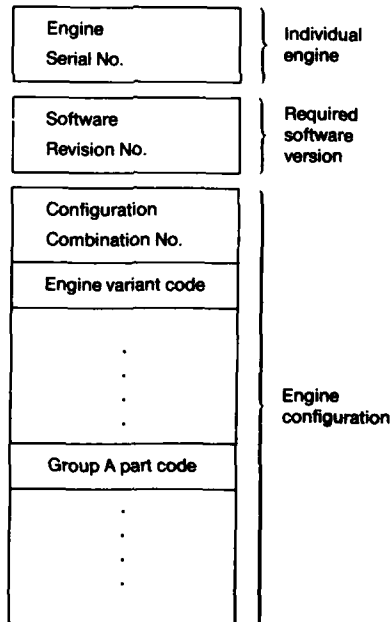 Engine
Serial No.
Individual
engine
Software
Revision No.
Required
software
version
Configuration
Combination No.
Engine variant code
Engine
configuration
Group A part code